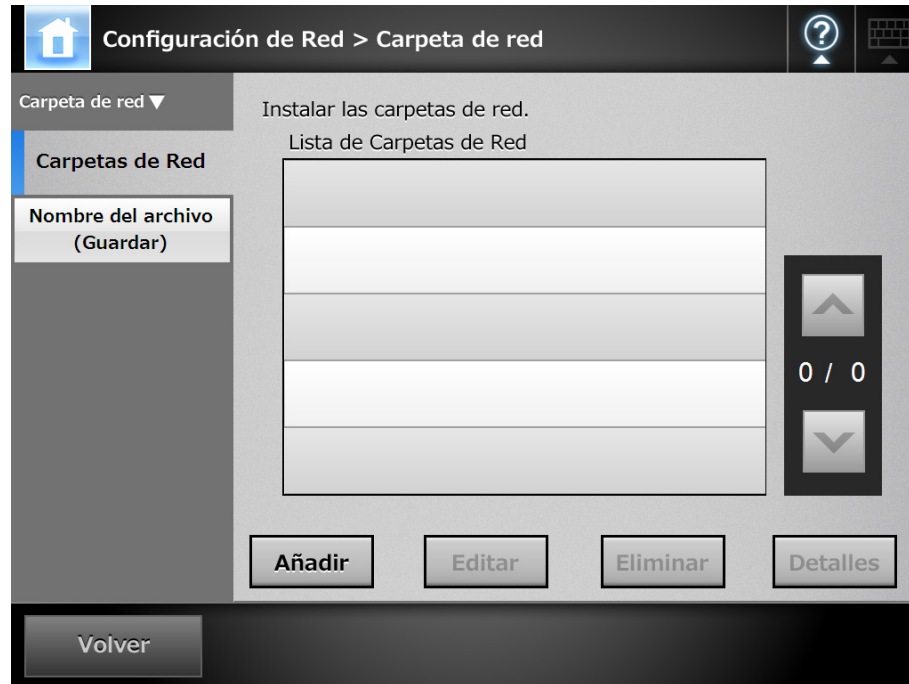 Configuración de Red > Carpeta de red
?
Carpeta de red ▼
Carpetas de Red
Nombre del archivo
(Guardar)
Instalar las carpetas de red.
Lista de Carpetas de Red
0 / 0
Añadir
Editar
Eliminar
Detalles
Volver